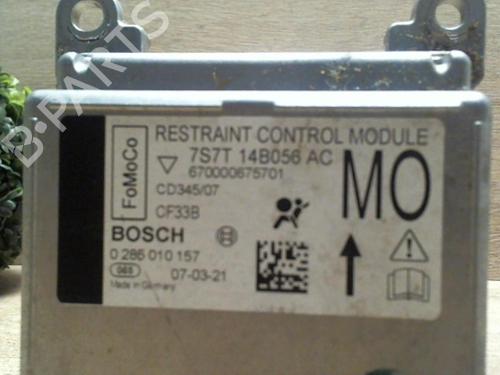 B-PARTS
FoMoCo
RESTRAINT CONTROL MODULE
7S7T 14B056 AC
670000675701
CD345/07
CF33B
MO
BOSCH
0 285 010 157
068
07-03-21
Made in Germany